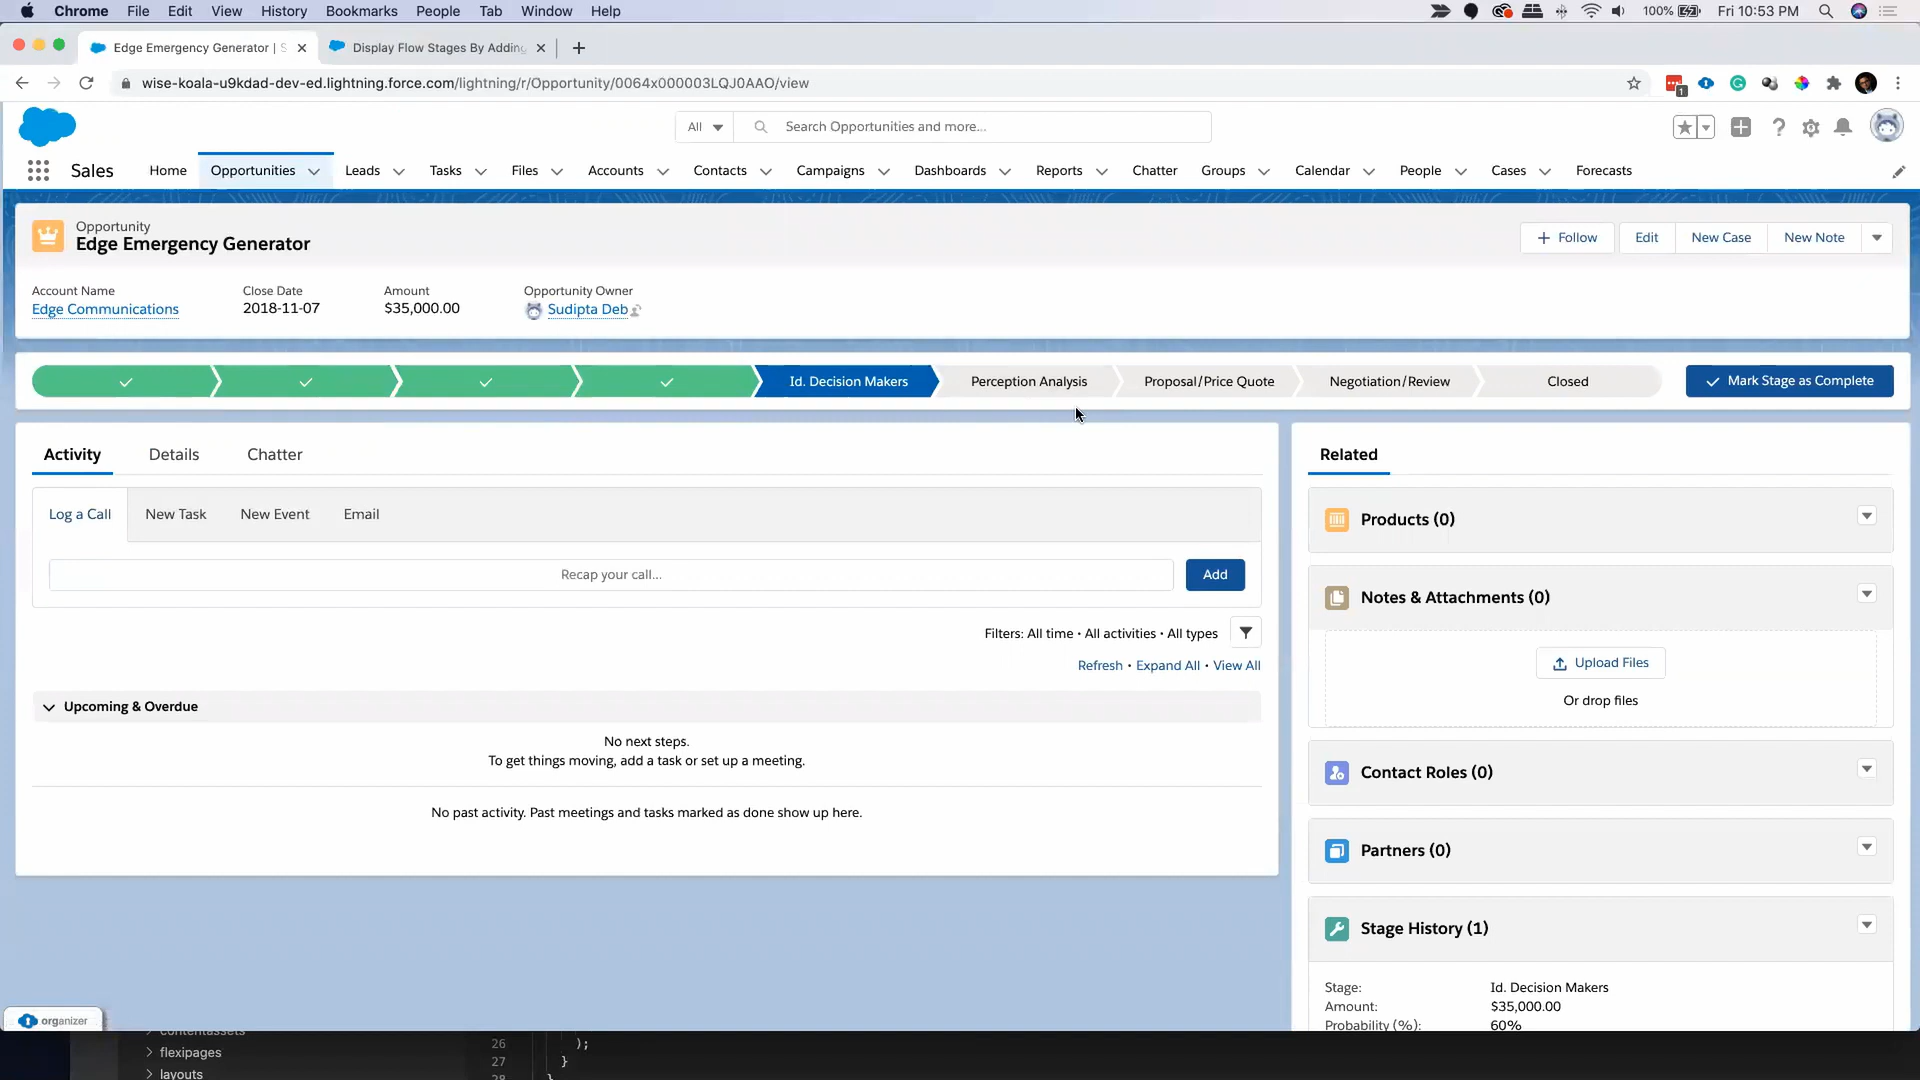 Chrome File Edit View History Bookmarks People Tab Window Help 100% Fri 10:53 PM
Edge Emergency Generator | S Display Flow Stages By Adding
wise-koala-u9kdad-dev-ed.lightning.force.com/lightning/r/Opportunity/0064x000003LQJ0AAO/view 1
All Search Opportunities and more...
Sales Home Opportunities Leads Tasks Files Accounts Contacts Campaigns Dashboards Reports Chatter Groups Calendar People Cases Forecasts
Opportunity
Edge Emergency Generator
Follow Edit New Case New Note
Account Name Close Date Amount Opportunity Owner
Edge Communications 2018-11-07 $35,000.00 Sudipta Deb
Id. Decision Makers Perception Analysis Proposal/Price Quote Negotiation/Review Closed Mark Stage as Complete
Activity Details Chatter
Log a Call New Task New Event Email
Recap your call... Add
Filters: All time • All activities • All types
Refresh • Expand All • View All
Upcoming & Overdue
No next steps.
To get things moving, add a task or set up a meeting.
No past activity. Past meetings and tasks marked as done show up here.
Related
Products (0)
Notes & Attachments (0)
Upload Files
Or drop files
Contact Roles (0)
Partners (0)
Stage History (1)
Stage: Id. Decision Makers
Amount: $35,000.00
Probability (%): 60%
organizer
contentassets
flexipages
layouts
26 );
27 }
28 }